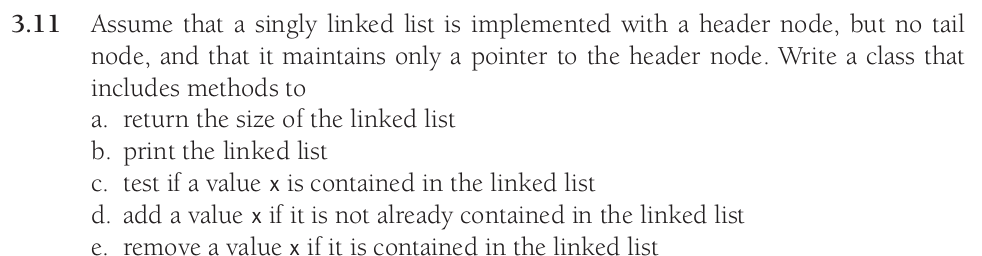 3.11 Assume that a singly linked list is implemented with a header node, but no tail
node, and that it maintains only a pointer to the header node. Write a class that
includes methods to
a. return the size of the linked list
b. print the linked list
c. test if a value x is contained in the linked list
d. add a value x if it is not already contained in the linked list
e. remove a value x if it is contained in the linked list